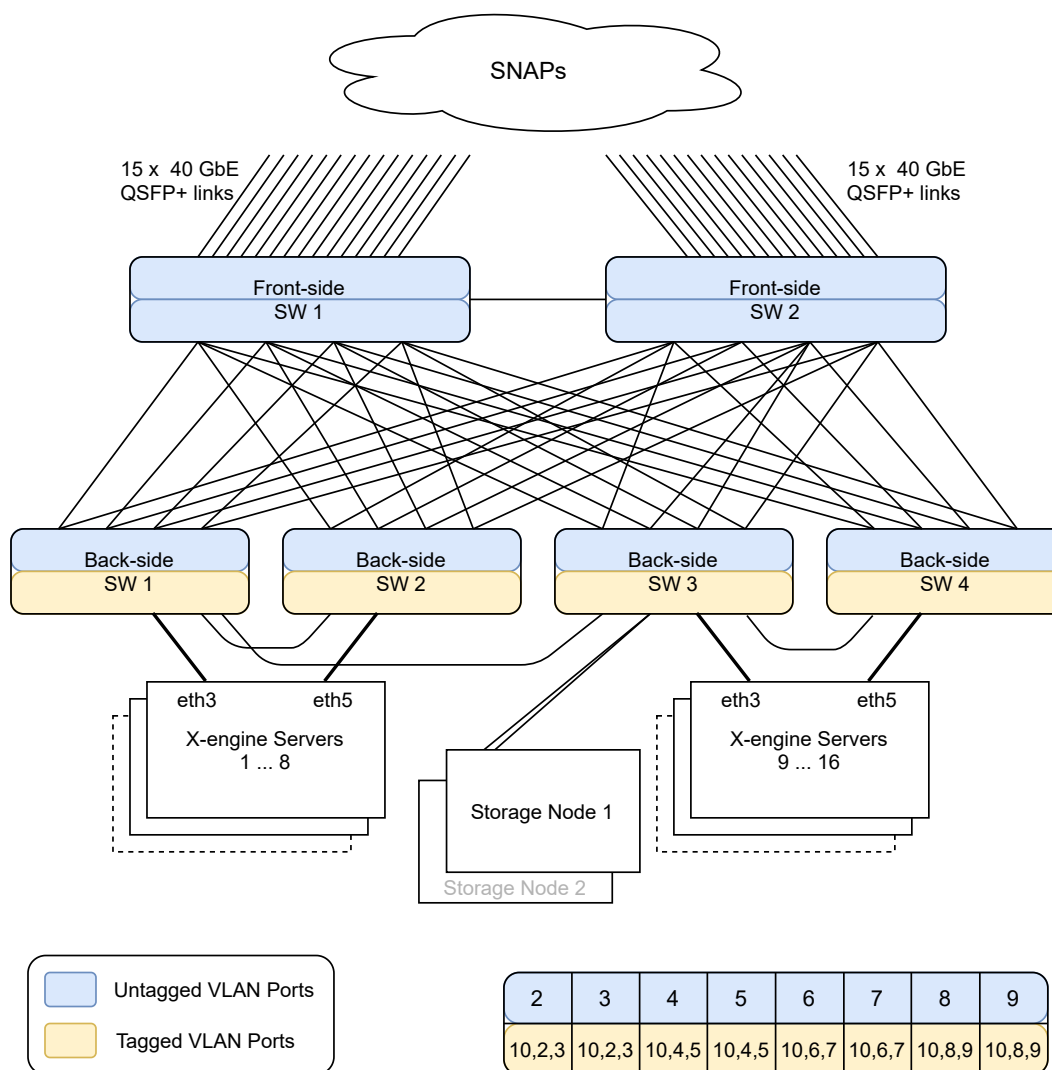 SNAPs
15 x 40 GbE
QSFP+ links
15 x 40 GbE
QSFP+ links
Front-side
SW 1
Front-side
SW 2
Back-side
SW 1
Back-side
SW 2
Back-side
SW 3
Back-side
SW 4
eth3 eth5
X-engine Servers
1 ... 8
eth3 eth5
X-engine Servers
9 ... 16
Storage Node 1
Storage Node 2
Untagged VLAN Ports
Tagged VLAN Ports
2 3 4 5 6 7 8 9
10,2,3 10,2,3 10,4,5 10,4,5 10,6,7 10,6,7 10,8,9 10,8,9